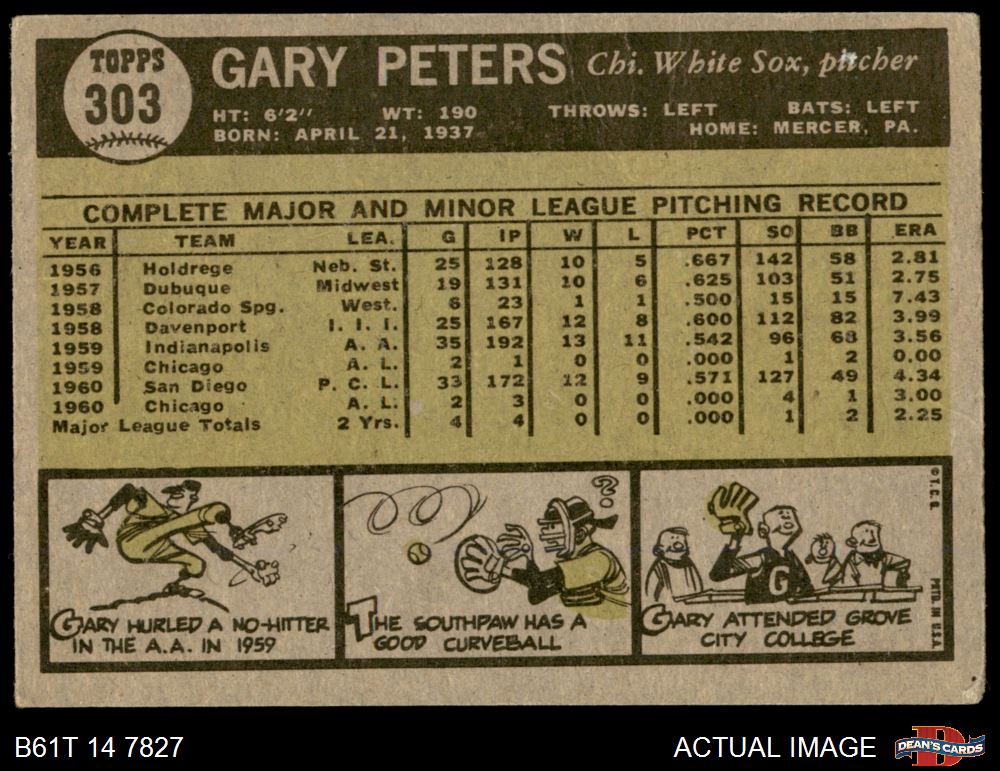 TOPPS
303
GARY PETERS Chi. White Sox, pitcher
HT: 6'2" WT: 190 THROWS: LEFT BATS: LEFT
BORN: APRIL 21, 1937 HOME: MERCER, PA.
COMPLETE MAJOR AND MINOR LEAGUE PITCHING RECORD
YEAR TEAM LEA. G IP W L PCT SO BB ERA
1956 Holdrege Neb. St. 25 128 10 5 .667 142 58 2.81
1957 Dubuque Midwest 19 131 10 6 .625 103 51 2.75
1958 Colorado Spg. West. 6 23 1 1 .500 15 15 7.43
1958 Davenport I. I. I. 25 167 12 8 .600 112 82 3.99
1959 Indianapolis A. A. 35 192 13 11 .542 96 68 3.56
1959 Chicago A. L. 2 1 0 0 .000 1 2 0.00
1960 San Diego P. C. L. 33 172 12 9 .571 127 49 4.34
1960 Chicago A. L. 2 3 0 0 .000 4 1 3.00
Major League Totals 2 Yrs. 4 4 0 0 .000 1 2 2.25
GARY HURLED A NO-HITTER
IN THE A.A. IN 1959
?
THE SOUTHPAW HAS A
GOOD CURVEBALL
G
GARY ATTENDED GROVE
CITY COLLEGE
© T. C. G.
PRTD. IN U.S.A.
B61T 14 7827
ACTUAL IMAGE
DEAN'S CARDS